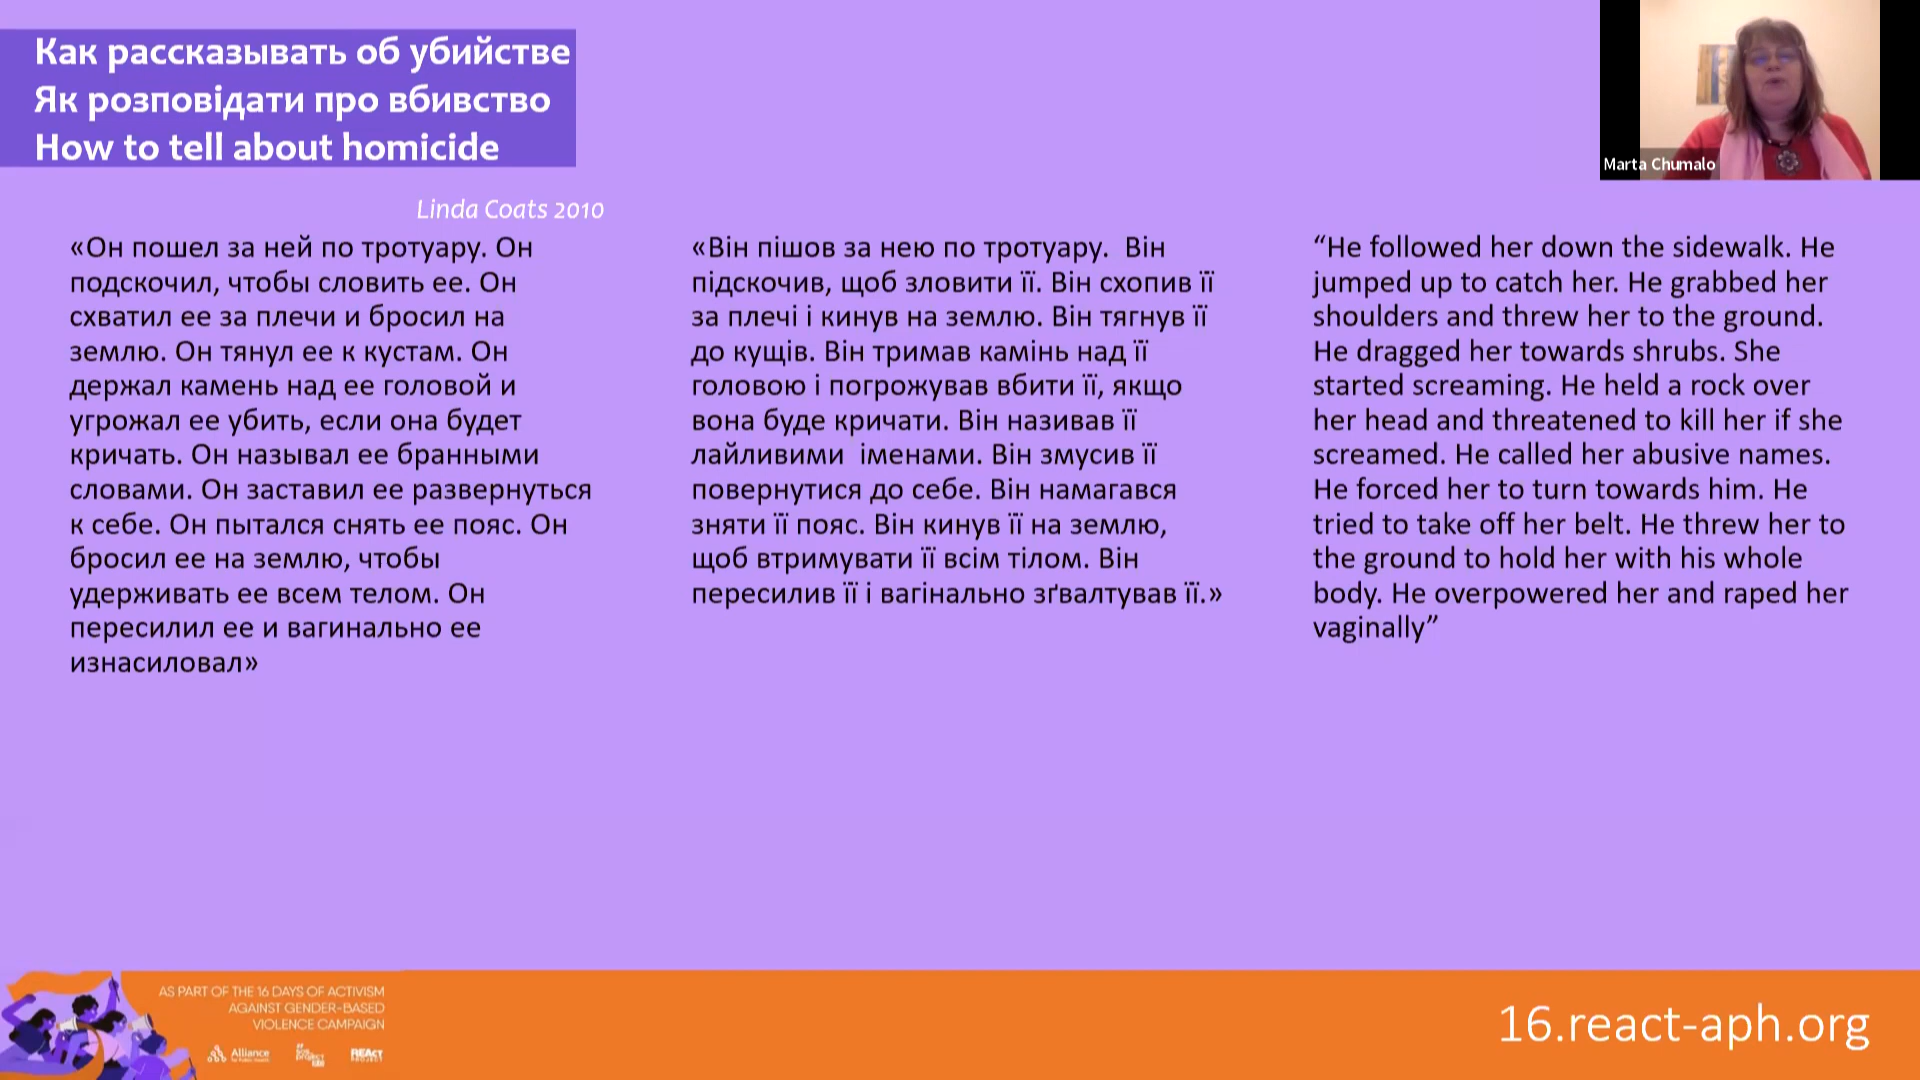 Как рассказывать об убийстве
Як розповідати про вбивство
How to tell about homicide
Marta Chumalo
Linda Coats 2010
«Он пошел за ней по тротуару. Он
подскочил, чтобы словить ее. Он
схватил ее за плечи и бросил на
землю. Он тянул ее к кустам. Он
держал камень над ее головой и
угрожал ее убить, если она будет
кричать. Он называл ее бранными
словами. Он заставил ее развернуться
к себе. Он пытался снять ее пояс. Он
бросил ее на землю, чтобы
удерживать ее всем телом. Он
пересилил ее и вагинально ее
изнасиловал»
«Він пішов за нею по тротуару.  Він
підскочив, щоб зловити її. Він схопив її
за плечі і кинув на землю. Він тягнув її
до кущів. Він тримав камінь над її
головою і погрожував вбити її, якщо
вона буде кричати. Він називав її
лайливими  іменами. Він змусив її
повернутися до себе. Він намагався
зняти її пояс. Він кинув її на землю,
щоб втримувати її всім тілом. Він
пересилив її і вагінально зґвалтував її.»
“He followed her down the sidewalk. He
jumped up to catch her. He grabbed her
shoulders and threw her to the ground.
He dragged her towards shrubs. She
started screaming. He held a rock over
her head and threatened to kill her if she
screamed. He called her abusive names.
He forced her to turn towards him. He
tried to take off her belt. He threw her to
the ground to hold her with his whole
body. He overpowered her and raped her
vaginally”
AS PART OF THE 16 DAYS OF ACTIVISM
AGAINST GENDER-BASED
VIOLENCE CAMPAIGN
Alliance
REAct
16.react-aph.org